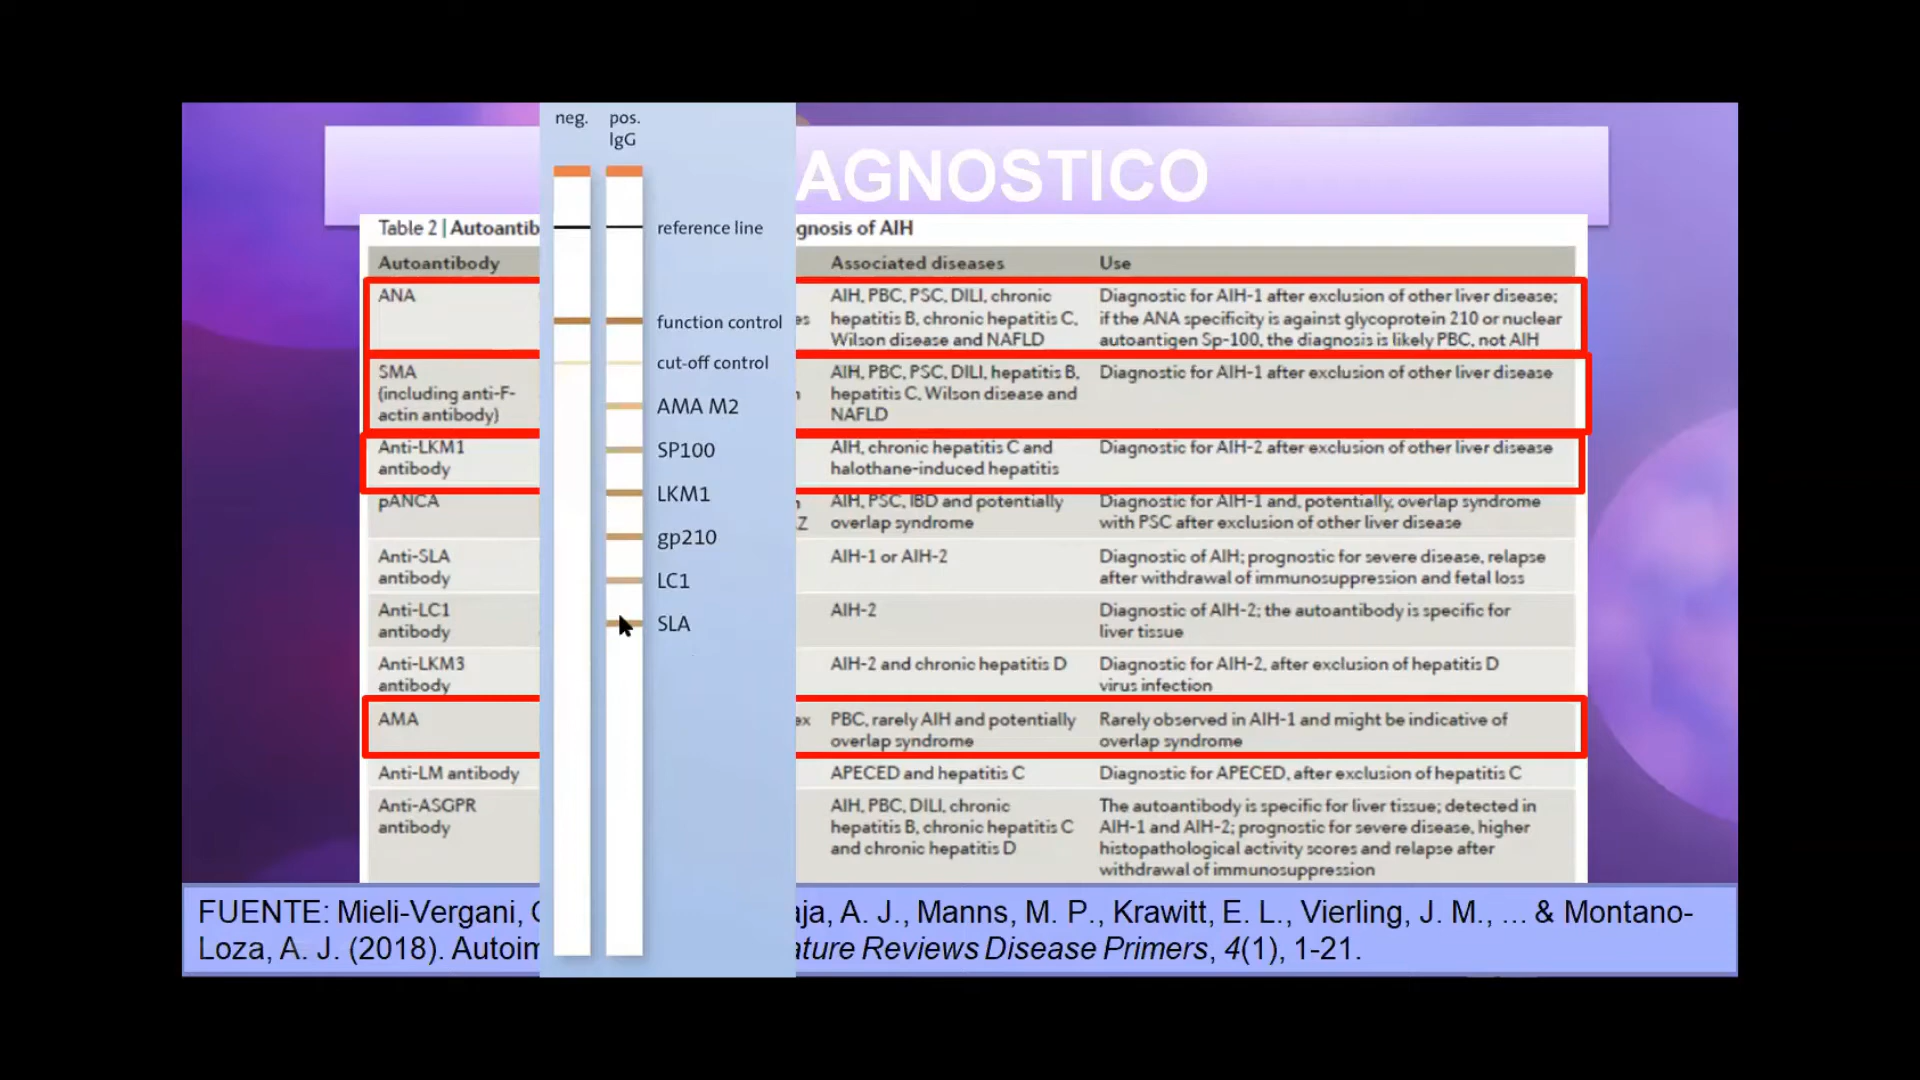 AGNOSTICO
neg. pos.
IgG
reference line
function control
cut-off control
AMA M2
SP100
LKM1
gp210
LC1
SLA
Table 2 | Autoantib gnosis of AIH
Autoantibody Associated diseases Use
ANA AIH, PBC, PSC, DILI, chronic Diagnostic for AIH-1 after exclusion of other liver disease;
es hepatitis B, chronic hepatitis C, if the ANA specificity is against glycoprotein 210 or nuclear
Wilson disease and NAFLD autoantigen Sp-100, the diagnosis is likely PBC, not AIH
SMA AIH, PBC, PSC, DILI, hepatitis B, Diagnostic for AIH-1 after exclusion of other liver disease
(including anti-F- n hepatitis C, Wilson disease and
actin antibody) NAFLD
Anti-LKM1 AIH, chronic hepatitis C and Diagnostic for AIH-2 after exclusion of other liver disease
antibody halothane-induced hepatitis
pANCA AIH, PSC, IBD and potentially Diagnostic for AIH-1 and, potentially, overlap syndrome
Z overlap syndrome with PSC after exclusion of other liver disease
Anti-SLA AIH-1 or AIH-2 Diagnostic of AIH; prognostic for severe disease, relapse
antibody after withdrawal of immunosuppression and fetal loss
Anti-LC1 AIH-2 Diagnostic of AIH-2; the autoantibody is specific for
antibody liver tissue
Anti-LKM3 AIH-2 and chronic hepatitis D Diagnostic for AIH-2, after exclusion of hepatitis D
antibody virus infection
AMA ex PBC, rarely AIH and potentially Rarely observed in AIH-1 and might be indicative of
overlap syndrome overlap syndrome
Anti-LM antibody APECED and hepatitis C Diagnostic for APECED, after exclusion of hepatitis C
Anti-ASGPR AIH, PBC, DILI, chronic The autoantibody is specific for liver tissue; detected in
antibody hepatitis B, chronic hepatitis C AIH-1 and AIH-2; prognostic for severe disease, higher
and chronic hepatitis D histopathological activity scores and relapse after
withdrawal of immunosuppression
FUENTE: Mieli-Vergani, aja, A. J., Manns, M. P., Krawitt, E. L., Vierling, J. M., ... & Montano-
Loza, A. J. (2018). Autoim ature Reviews Disease Primers, 4(1), 1-21.